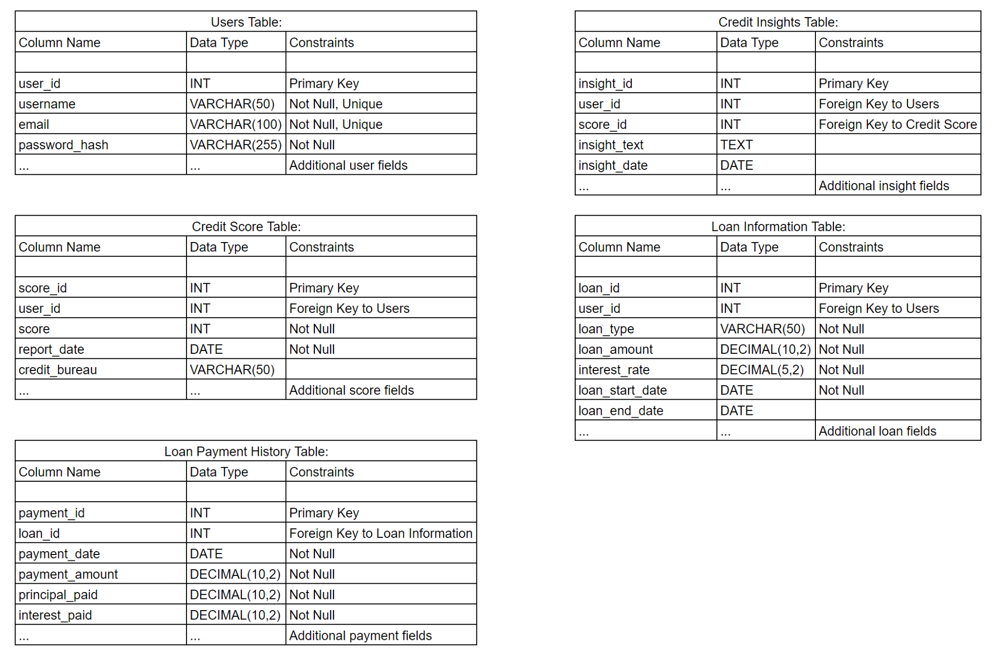 Users Table:
Column Name Data Type Constraints
user_id INT Primary Key
username VARCHAR(50) Not Null, Unique
email VARCHAR(100) Not Null, Unique
password_hash VARCHAR(255) Not Null
... ... Additional user fields
Credit Insights Table:
Column Name Data Type Constraints
insight_id INT Primary Key
user_id INT Foreign Key to Users
score_id INT Foreign Key to Credit Score
insight_text TEXT
insight_date DATE
... ... Additional insight fields
Credit Score Table:
Column Name Data Type Constraints
score_id INT Primary Key
user_id INT Foreign Key to Users
score INT Not Null
report_date DATE Not Null
credit_bureau VARCHAR(50)
... ... Additional score fields
Loan Information Table:
Column Name Data Type Constraints
loan_id INT Primary Key
user_id INT Foreign Key to Users
loan_type VARCHAR(50) Not Null
loan_amount DECIMAL(10,2) Not Null
interest_rate DECIMAL(5,2) Not Null
loan_start_date DATE Not Null
loan_end_date DATE
... ... Additional loan fields
Loan Payment History Table:
Column Name Data Type Constraints
payment_id INT Primary Key
loan_id INT Foreign Key to Loan Information
payment_date DATE Not Null
payment_amount DECIMAL(10,2) Not Null
principal_paid DECIMAL(10,2) Not Null
interest_paid DECIMAL(10,2) Not Null
... ... Additional payment fields